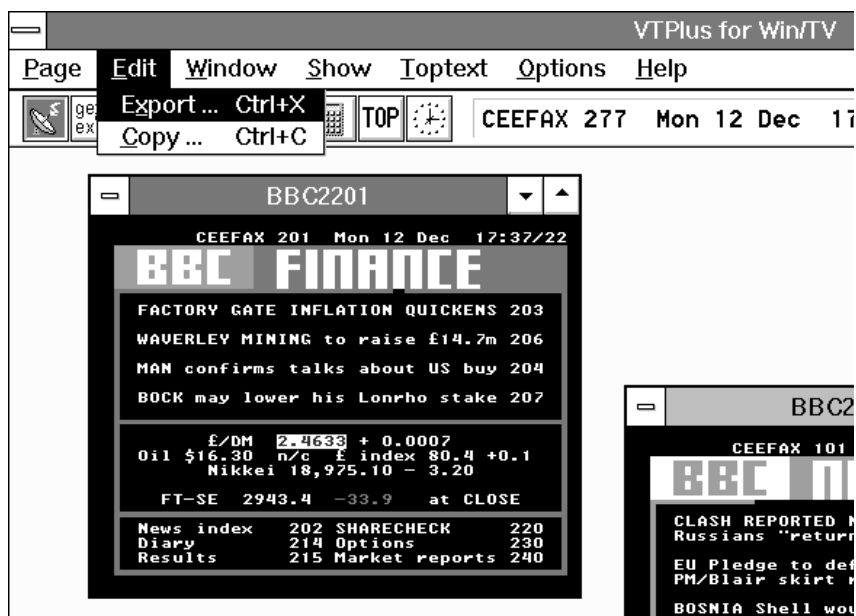 VTPlus for Win/TV
Page Edit Window Show Toptext Options Help
Export ... Ctrl+X
Copy ... Ctrl+C
TOP
CEEFAX 277 Mon 12 Dec 17
BBC2201
CEEFAX 201 Mon 12 Dec 17:37/22
BBC FINANCE
FACTORY GATE INFLATION QUICKENS 203
WAVERLEY MINING to raise £14.7m 206
MAN confirms talks about US buy 204
BOCK may lower his Lonrho stake 207
£/DM 2.4633 + 0.0007
Oil $16.30 n/c £ index 80.4 +0.1
Nikkei 18,975.10 - 3.20
FT-SE 2943.4 -33.9 at CLOSE
News index 202 SHARECHECK 220
Diary 214 Options 230
Results 215 Market reports 240
BBC2
CEEFAX 101
BBC
CLASH REPORTED
Russians "return
EU Pledge to def
PM/Blair skirt
BOSNIA Shell wou